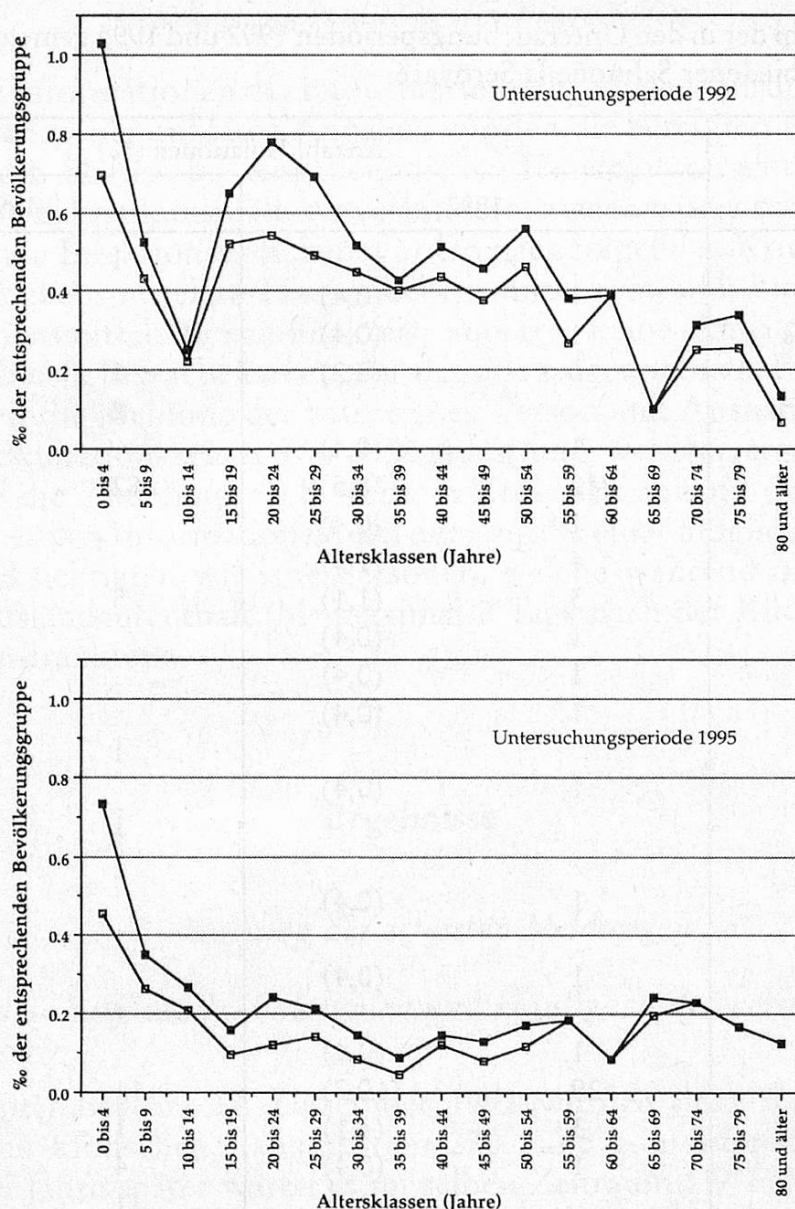 Untersuchungsperiode 1992
‰ der entsprechenden Bevölkerungsgruppe
1.0
0.8
0.6
0.4
0.2
0.0
0 bis 4
5 bis 9
10 bis 14
15 bis 19
20 bis 24
25 bis 29
30 bis 34
35 bis 39
40 bis 44
45 bis 49
50 bis 54
55 bis 59
60 bis 64
65 bis 69
70 bis 74
75 bis 79
80 und älter
Altersklassen (Jahre)
Untersuchungsperiode 1995
‰ der entsprechenden Bevölkerungsgruppe
1.0
0.8
0.6
0.4
0.2
0.0
0 bis 4
5 bis 9
10 bis 14
15 bis 19
20 bis 24
25 bis 29
30 bis 34
35 bis 39
40 bis 44
45 bis 49
50 bis 54
55 bis 59
60 bis 64
65 bis 69
70 bis 74
75 bis 79
80 und älter
Altersklassen (Jahre)